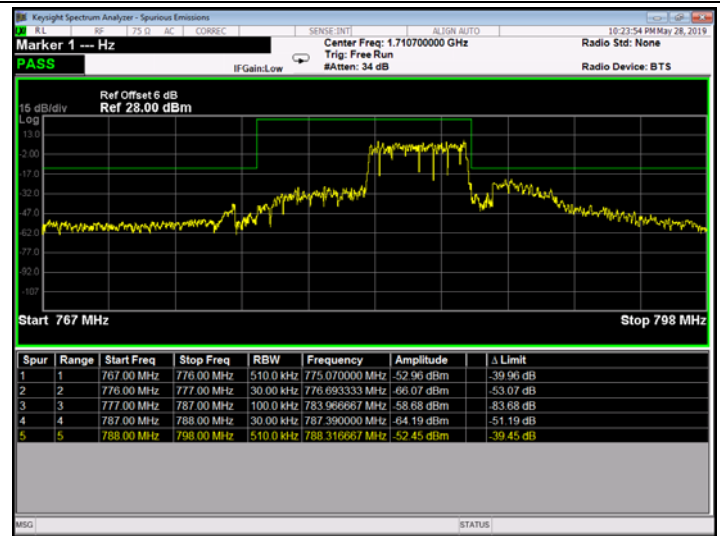 Keysight Spectrum Analyzer - Spurious Emissions
RL RF 75 Ω AC CORREC SENSE:INT ALIGN AUTO 10:23:54 PM May 28, 2019
Marker 1 --- Hz
Center Freq: 1.710700000 GHz
Radio Std: None
Trig: Free Run
PASS
IFGain:Low
#Atten: 34 dB
Radio Device: BTS
Ref Offset 6 dB
15 dB/div Ref 28.00 dBm
Log
13.0
-2.00
-17.0
-32.0
-47.0
-62.0
-77.0
-92.0
-107
Start 767 MHz Stop 798 MHz
Spur Range Start Freq Stop Freq RBW Frequency Amplitude Δ Limit
1 1 767.00 MHz 776.00 MHz 510.0 kHz 775.070000 MHz -52.96 dBm -39.96 dB
2 2 776.00 MHz 777.00 MHz 30.00 kHz 776.693333 MHz -66.07 dBm -53.07 dB
3 3 777.00 MHz 787.00 MHz 100.0 kHz 783.966667 MHz -58.68 dBm -83.68 dB
4 4 787.00 MHz 788.00 MHz 30.00 kHz 787.390000 MHz -64.19 dBm -51.19 dB
5 5 788.00 MHz 798.00 MHz 510.0 kHz 788.316667 MHz -52.45 dBm -39.45 dB
MSG STATUS